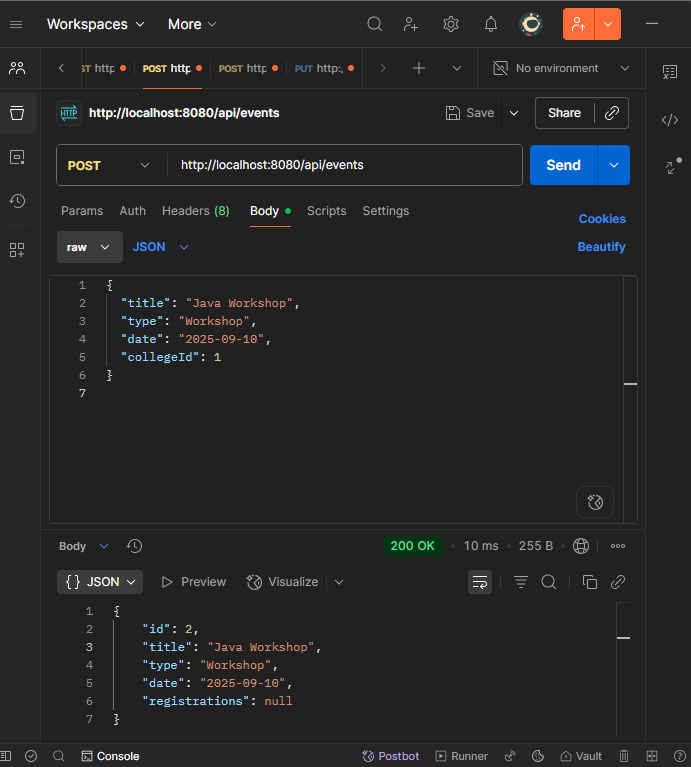 Workspaces More
ST http POST http POST http PUT http:, No environment
HTTP http://localhost:8080/api/events Save Share
POST http://localhost:8080/api/events Send
Params Auth Headers (8) Body Scripts Settings Cookies
raw JSON Beautify
1 {
2 "title": "Java Workshop",
3 "type": "Workshop",
4 "date": "2025-09-10",
5 "collegeId": 1
6 }
7
Body 200 OK • 10 ms • 255 B •
{} JSON Preview Visualize
1 {
2 "id": 2,
3 "title": "Java Workshop",
4 "type": "Workshop",
5 "date": "2025-09-10",
6 "registrations": null
7 }
Console Postbot Runner Vault